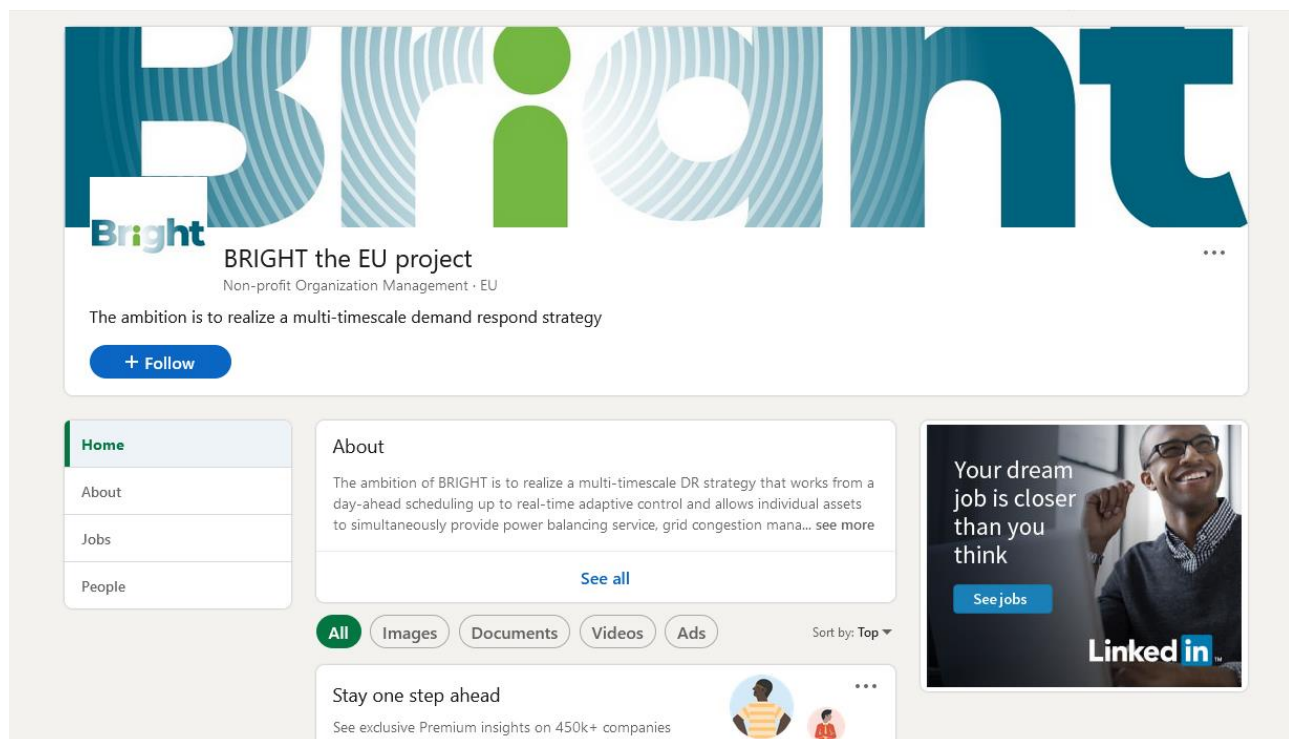 Bright
Bright
BRIGHT the EU project
...
Non-profit Organization Management · EU
The ambition is to realize a multi-timescale demand respond strategy
+ Follow
Home
About
Jobs
People
About
The ambition of BRIGHT is to realize a multi-timescale DR strategy that works from a
day-ahead scheduling up to real-time adaptive control and allows individual assets
to simultaneously provide power balancing service, grid congestion mana... see more
See all
All Images Documents Videos Ads Sort by: Top
Stay one step ahead
...
See exclusive Premium insights on 450k+ companies
Your dream
job is closer
than you
think
See jobs
Linked in